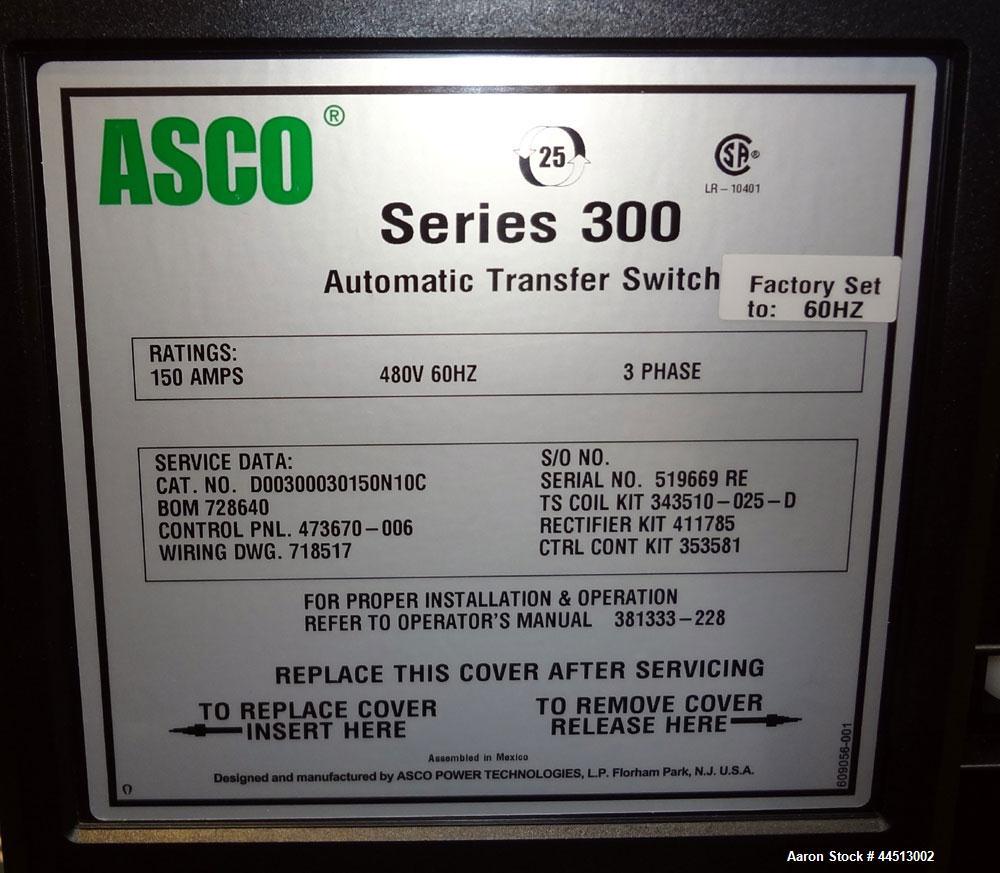 ASCO®
25
SA®
LR-10401
Series 300
Automatic Transfer Switch
Factory Set
to: 60HZ
RATINGS:
150 AMPS 480V 60HZ 3 PHASE
SERVICE DATA:
CAT. NO. D00300030150N10C
BOM 728640
CONTROL PNL. 473670-006
WIRING DWG. 718517
S/O NO.
SERIAL NO. 519669 RE
TS COIL KIT 343510-025-D
RECTIFIER KIT 411785
CTRL CONT KIT 353581
FOR PROPER INSTALLATION & OPERATION
REFER TO OPERATOR'S MANUAL 381333-228
REPLACE THIS COVER AFTER SERVICING
TO REPLACE COVER
INSERT HERE
TO REMOVE COVER
RELEASE HERE
Assembled in Mexico
Designed and manufactured by ASCO POWER TECHNOLOGIES, L.P. Florham Park, N.J. U.S.A.
609056-001
Aaron Stock # 44513002